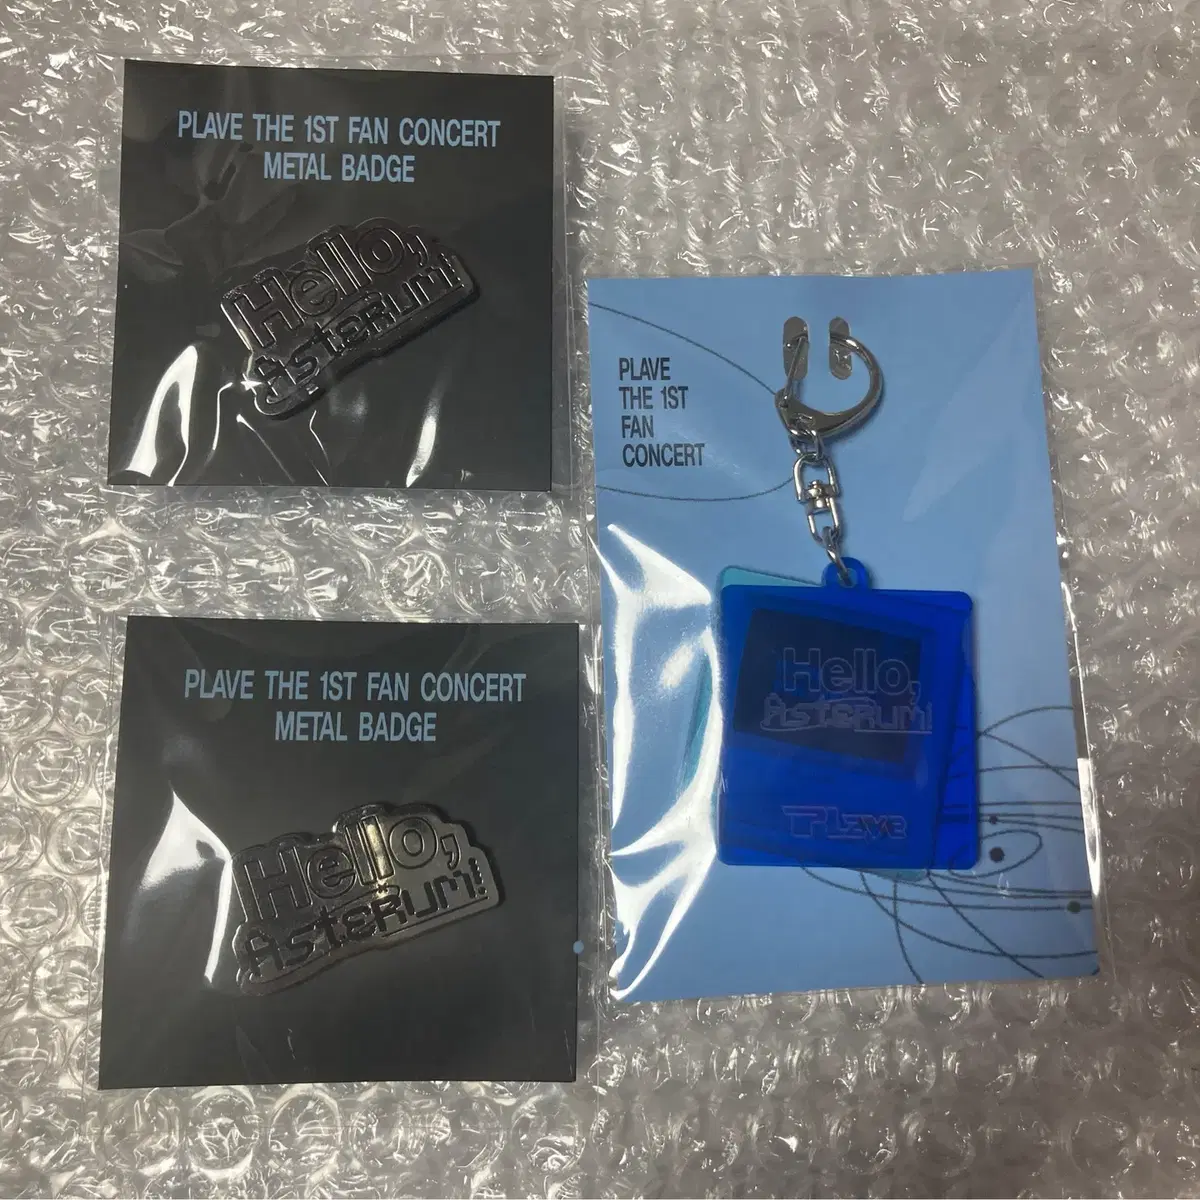 PLAVE THE 1ST FAN CONCERT
METAL BADGE
Hello,
Asterum!
PLAVE THE 1ST FAN CONCERT
METAL BADGE
Hello,
Asterum!
PLAVE
THE 1ST
FAN
CONCERT
Hello,
Asterum!
PLAVE